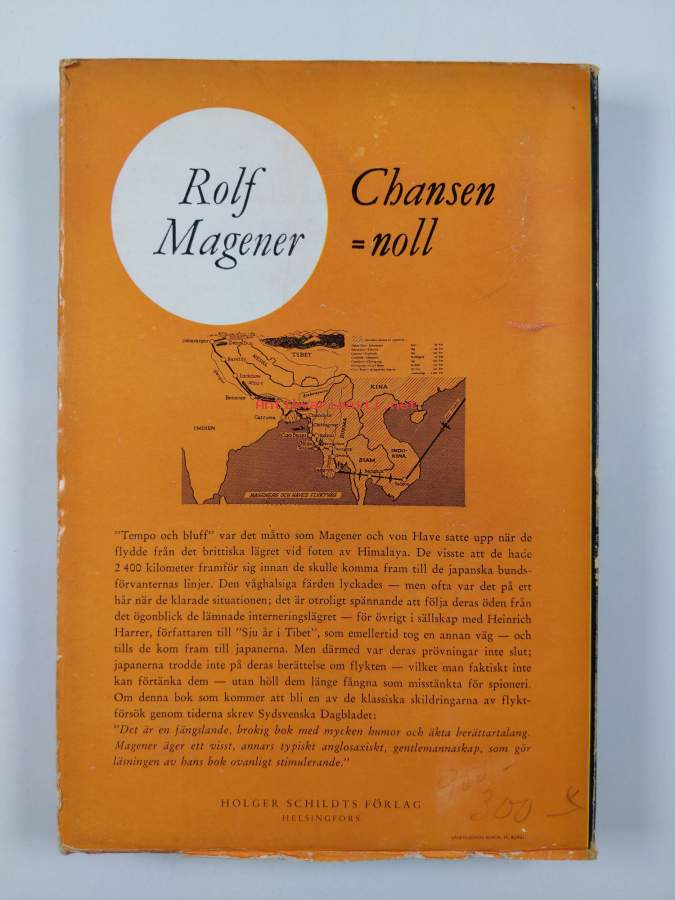 Rolf
Magener
Chansen
=noll
TIBET
NEPAL
KINA
INDIEN
BURMA
SIAM
INDO-
KINA
Lucknow
Benares
Calcutta
MAGENERS OCH HAVES FLYKTVÄG
"Tempo och bluff" var det måtto som Magener och von Have satte upp när de
flydde från det brittiska lägret vid foten av Himalaya. De visste att de hade
2 400 kilometer framför sig innan de skulle komma fram till de japanska bunds-
förvanternas linjer. Den våghalsiga färden lyckades — men ofta var det på ett
hår när de klarade situationen; det är otroligt spännande att följa deras öden från
det ögonblick de lämnade interneringslägret — för övrigt i sällskap med Heinrich
Harrer, författaren till "Sju år i Tibet", som emellertid tog en annan väg — och
tills de kom fram till japanerna. Men därmed var deras prövningar inte slut;
japanerna trodde inte på deras berättelse om flykten — vilket man faktiskt inte
kan förtänka dem — utan höll dem länge fångna som misstänkta för spioneri.
Om denna bok som kommer att bli en av de klassiska skildringarna av flykt-
försök genom tiderna skrev Sydsvenska Dagbladet:
"Det är en fängslande, brokig bok med mycken humor och äkta berättartalang.
Magener äger ett visst, annars typiskt anglosaxiskt, gentlemannaskap, som gör
läsningen av hans bok ovanligt stimulerande."
300
HOLGER SCHILDTS FÖRLAG
HELSINGFORS